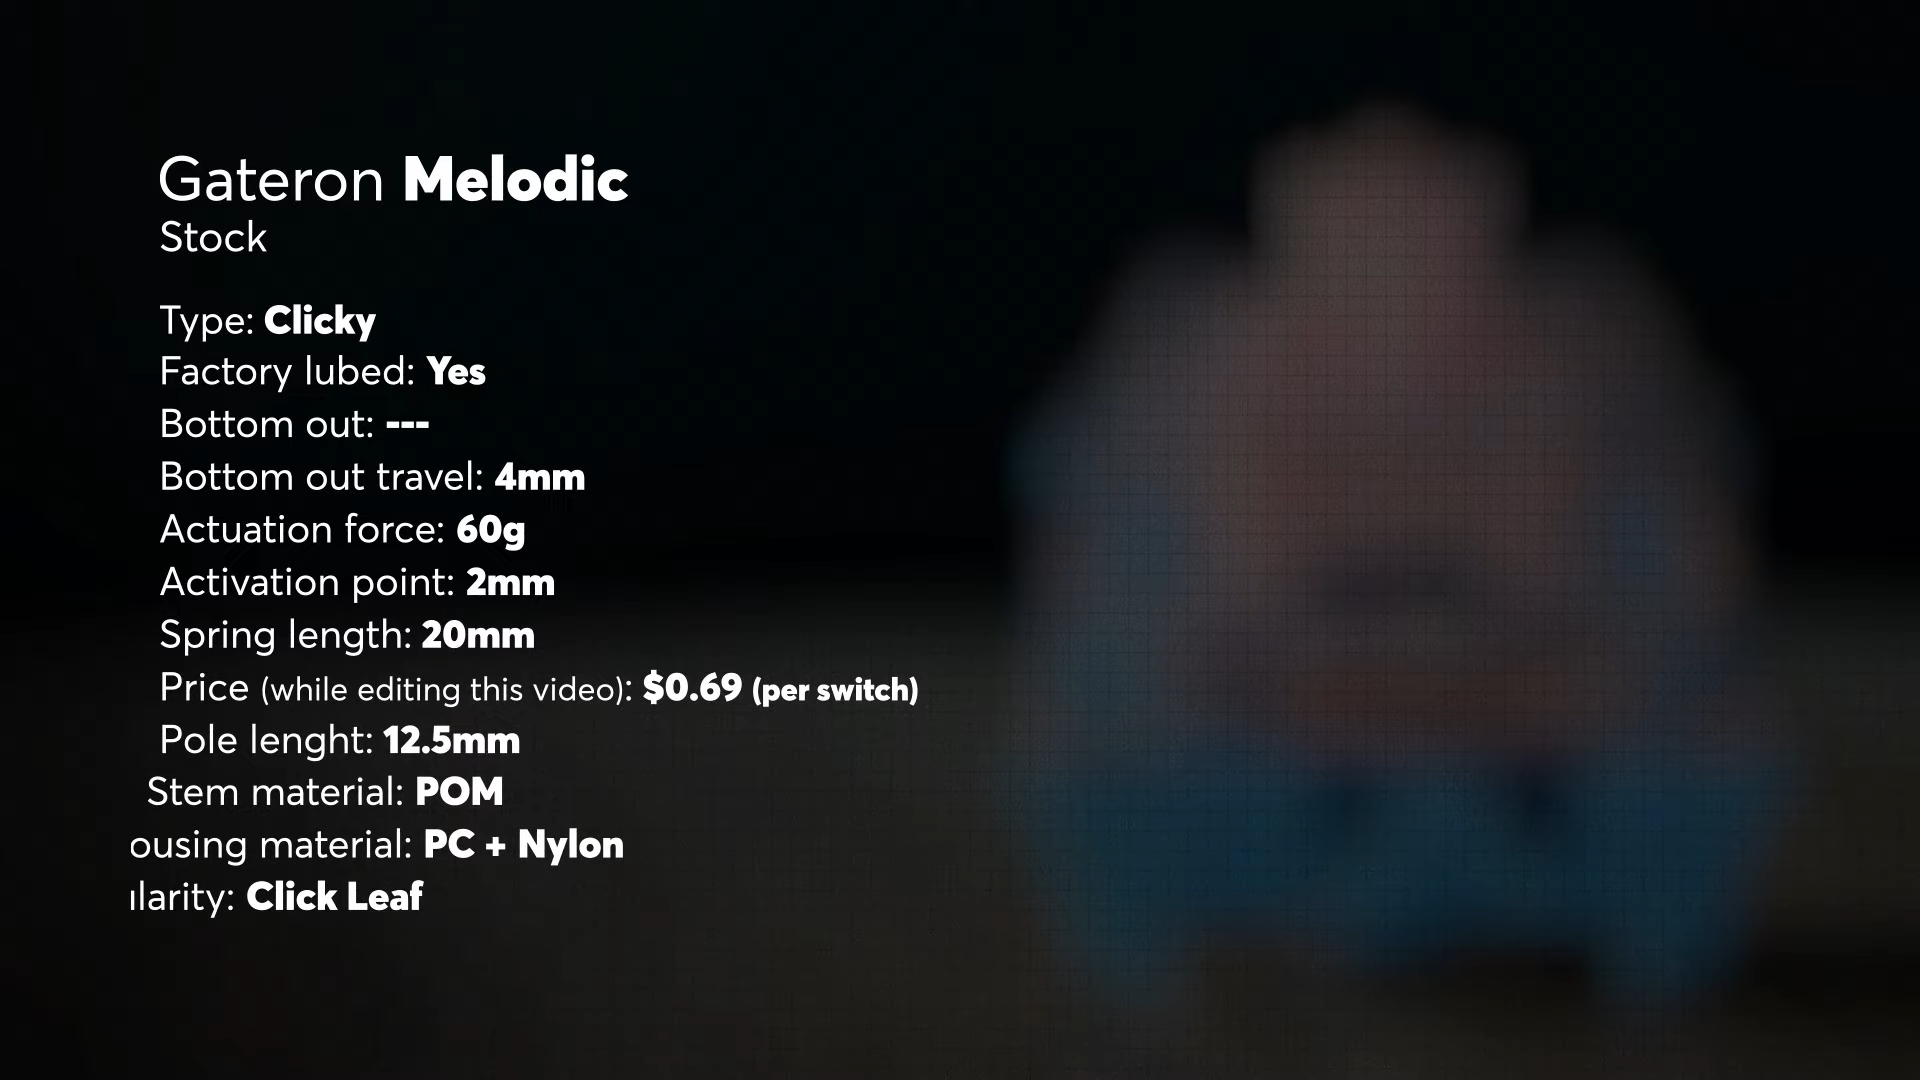 Gateron Melodic
Stock
Type: Clicky
Factory lubed: Yes
Bottom out: ---
Bottom out travel: 4mm
Actuation force: 60g
Activation point: 2mm
Spring length: 20mm
Price (while editing this video): $0.69 (per switch)
Pole lenght: 12.5mm
Stem material: POM
ousing material: PC + Nylon
larity: Click Leaf